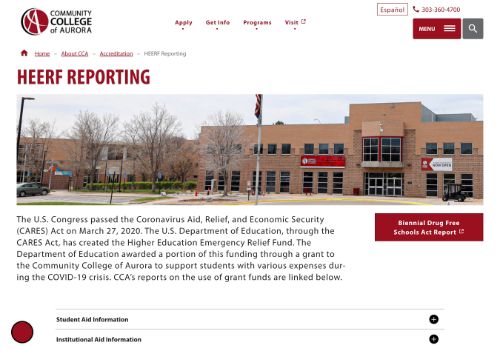 COMMUNITY
COLLEGE
of AURORA
Español 303-360-4700
Apply Get Info Programs Visit
MENU
Home – About CCA – Accreditation – HEERF Reporting
HEERF REPORTING
NOW OPEN
The U.S. Congress passed the Coronavirus Aid, Relief, and Economic Security
(CARES) Act on March 27, 2020. The U.S. Department of Education, through the
CARES Act, has created the Higher Education Emergency Relief Fund. The
Department of Education awarded a portion of this funding through a grant to
the Community College of Aurora to support students with various expenses dur-
ing the COVID-19 crisis. CCA's reports on the use of grant funds are linked below.
Biennial Drug Free
Schools Act Report
Student Aid Information
Institutional Aid Information